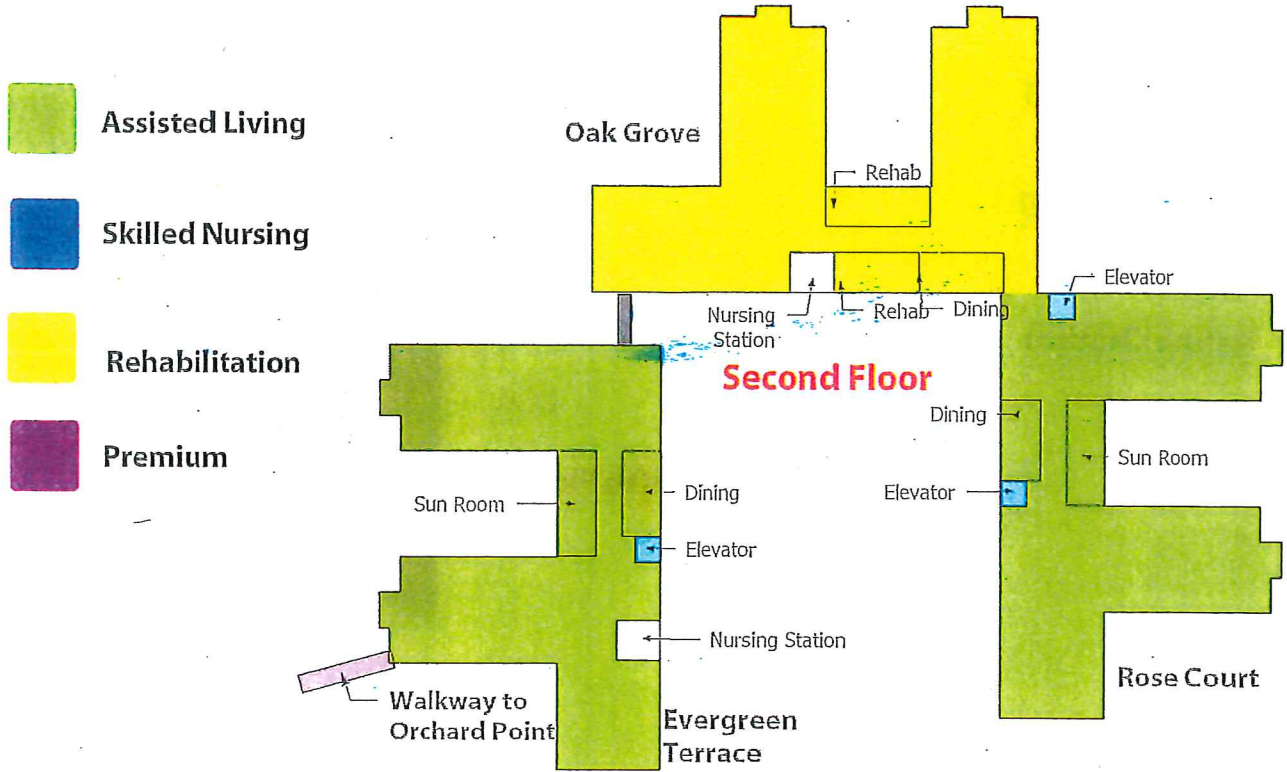 Assisted Living
Skilled Nursing
Rehabilitation
Premium
Oak Grove
Rehab
Elevator
Nursing
Station
Rehab
Dining
Second Floor
Dining
Sun Room
Elevator
Sun Room
Dining
Elevator
Nursing Station
Walkway to
Orchard Point
Evergreen
Terrace
Rose Court